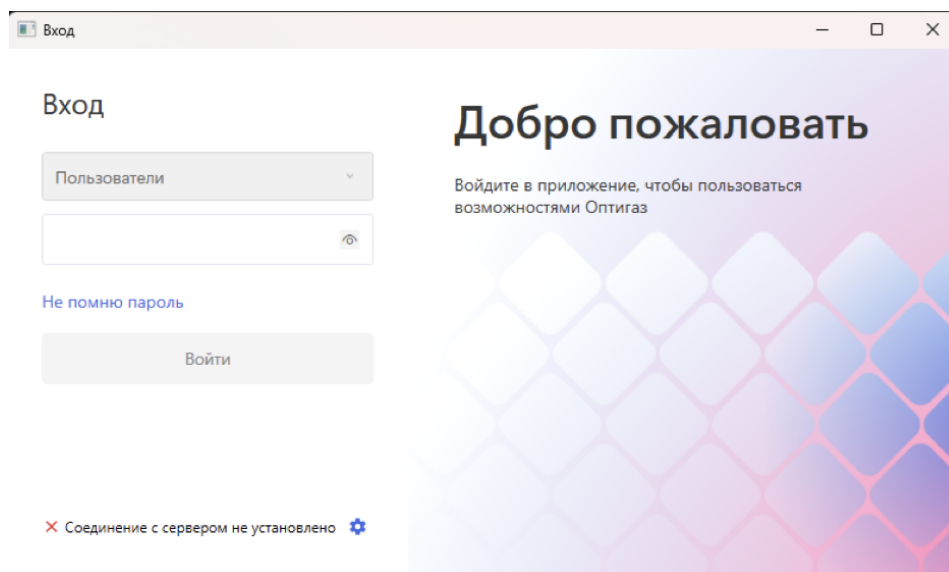 Вход
Вход
Пользователи
Не помню пароль
Войти
Соединение с сервером не установлено
Добро пожаловать
Войдите в приложение, чтобы пользоваться
возможностями Оптигаз